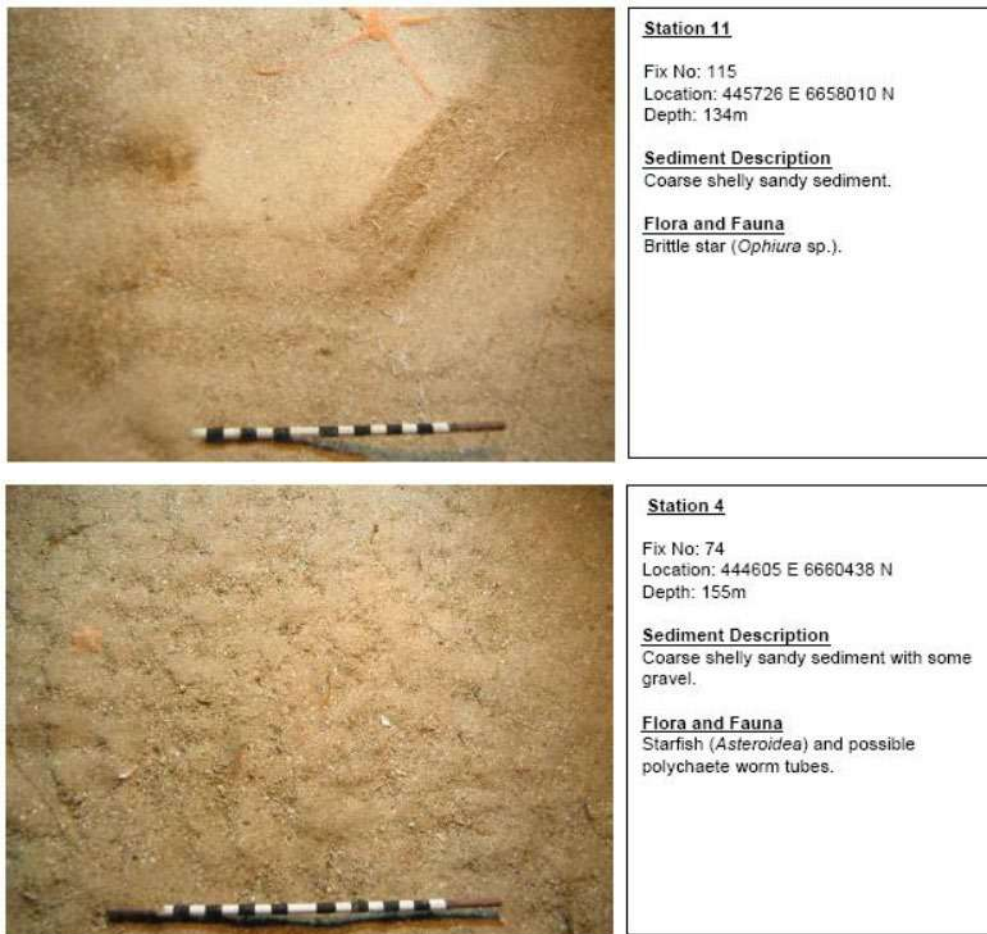 Station 11
Fix No: 115
Location: 445726 E 6658010 N
Depth: 134m
Sediment Description
Coarse shelly sandy sediment.
Flora and Fauna
Brittle star (Ophiura sp.).
Station 4
Fix No: 74
Location: 444605 E 6660438 N
Depth: 155m
Sediment Description
Coarse shelly sandy sediment with some
gravel.
Flora and Fauna
Starfish (Asteroidea) and possible
polychaete worm tubes.